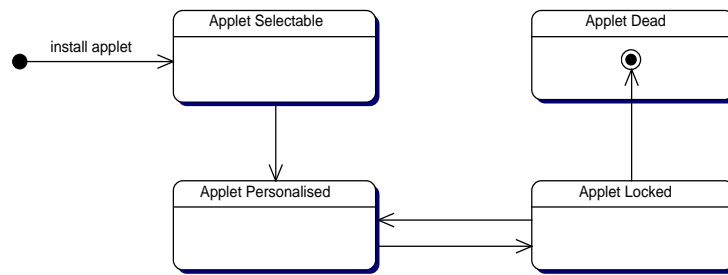 Applet Selectable
Applet Dead
install applet
Applet Personalised
Applet Locked